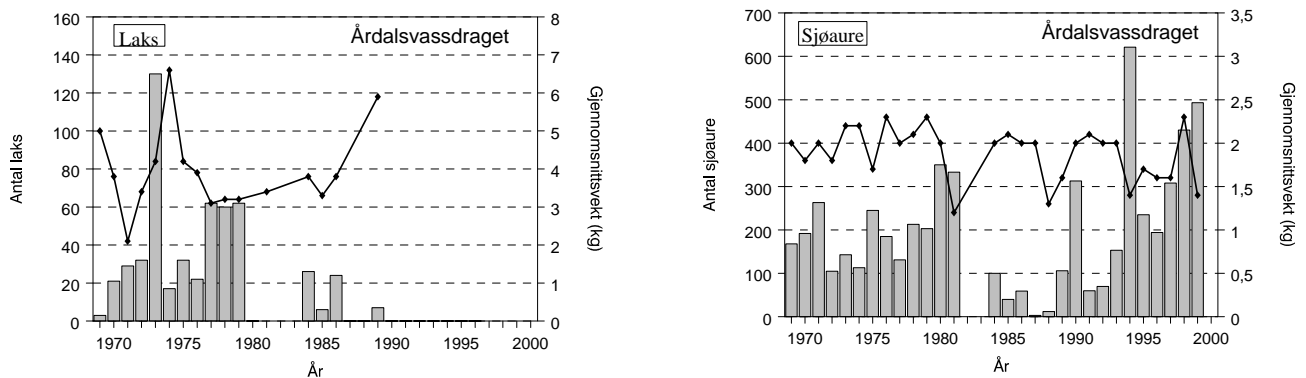 Laks
Årdalsvassdraget
160
140
120
100
80
60
40
20
0
Antal laks
8
7
6
5
4
3
2
1
0
Gjennomsnittsvekt (kg)
1970 1975 1980 1985 1990 1995 2000
År
Sjøaure
Årdalsvassdraget
700
600
500
400
300
200
100
0
Antal sjøaure
3,5
3
2,5
2
1,5
1
0,5
0
Gjennomsnittsvekt (kg)
1970 1975 1980 1985 1990 1995 2000
År